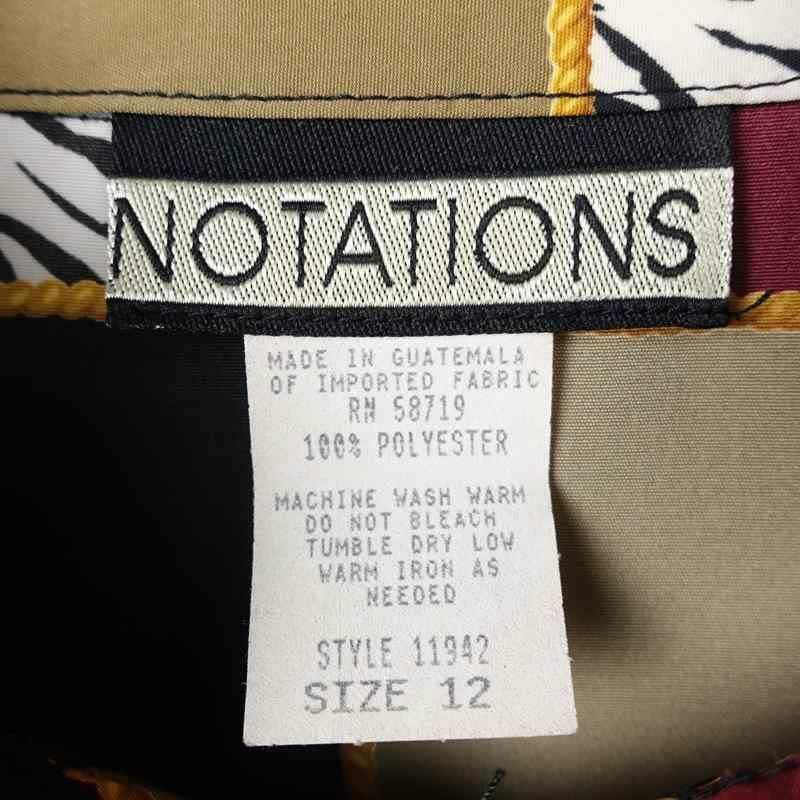 NOTATIONS
MADE IN GUATEMALA
OF IMPORTED FABRIC
RN 58719
100% POLYESTER
MACHINE WASH WARM
DO NOT BLEACH
TUMBLE DRY LOW
WARM IRON AS
NEEDED
STYLE 11942
SIZE 12